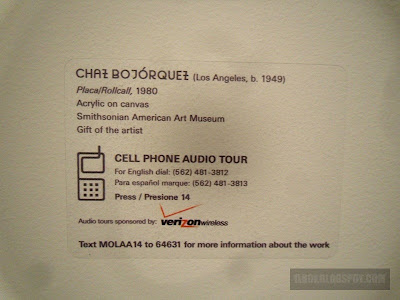 CHAZ BOJÓRQUEZ (Los Angeles, b. 1949)
Placa/Rollcall, 1980
Acrylic on canvas
Smithsonian American Art Museum
Gift of the artist
CELL PHONE AUDIO TOUR
For English dial: (562) 481-3812
Para español marque: (562) 481-3813
Press / Presione 14
Audio tours sponsored by: verizonwireless
Text MOLAA14 to 64631 for more information about the work